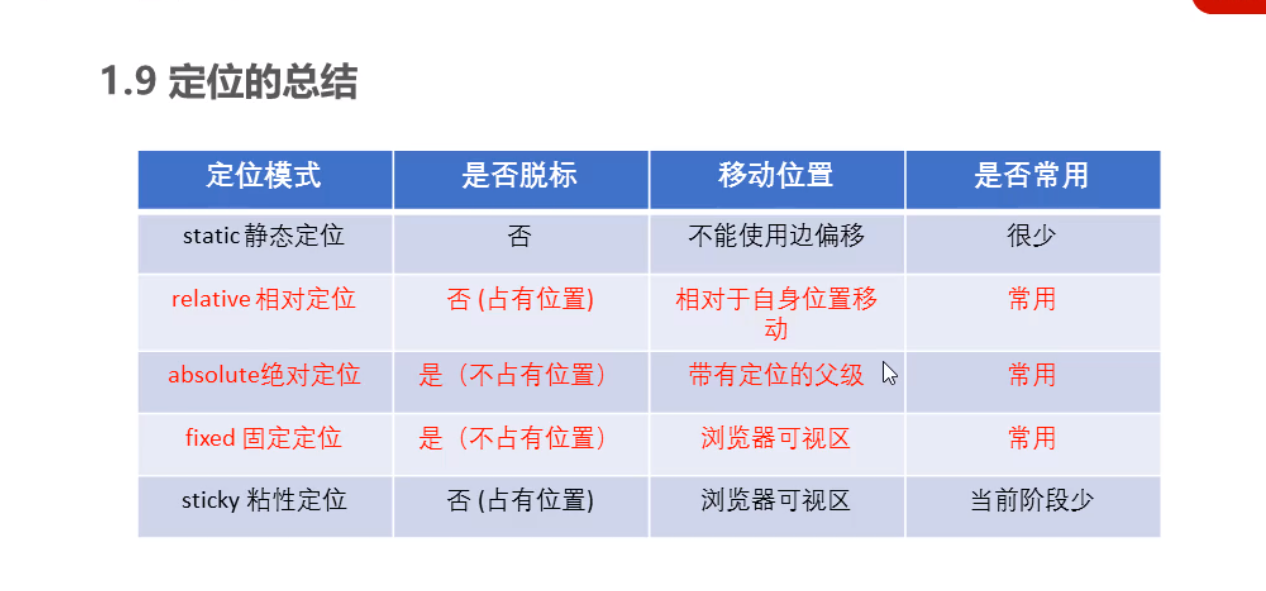 1.9 定位的总结
定位模式 是否脱标 移动位置 是否常用
static 静态定位 否 不能使用边偏移 很少
relative 相对定位 否 (占有位置) 相对于自身位置移
动 常用
absolute绝对定位 是（不占有位置） 带有定位的父级 常用
fixed 固定定位 是（不占有位置） 浏览器可视区 常用
sticky 粘性定位 否 (占有位置) 浏览器可视区 当前阶段少